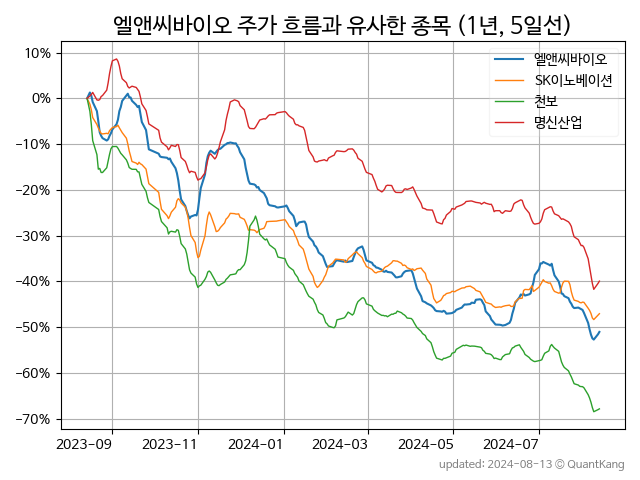 엘앤씨바이오 주가 흐름과 유사한 종목 (1년, 5일선)
엘앤씨바이오
SK이노베이션
천보
명신산업
10%
0%
−10%
−20%
−30%
−40%
−50%
−60%
−70%
2023-09 2023-11 2024-01 2024-03 2024-05 2024-07
updated: 2024-08-13 © QuantKang